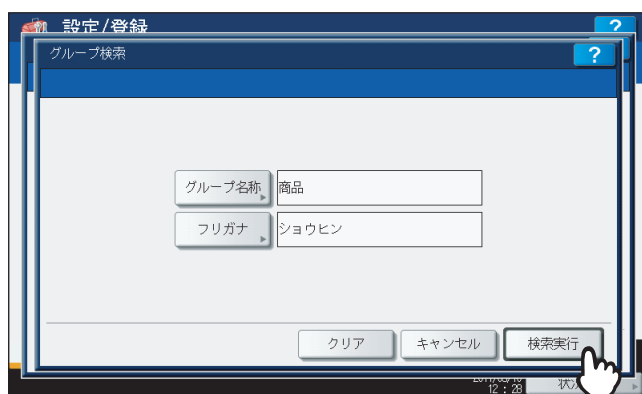 設定/登録
?
グループ検索
?
グループ名称
商品
フリガナ
ショウヒン
クリア
キャンセル
検索実行
12:28